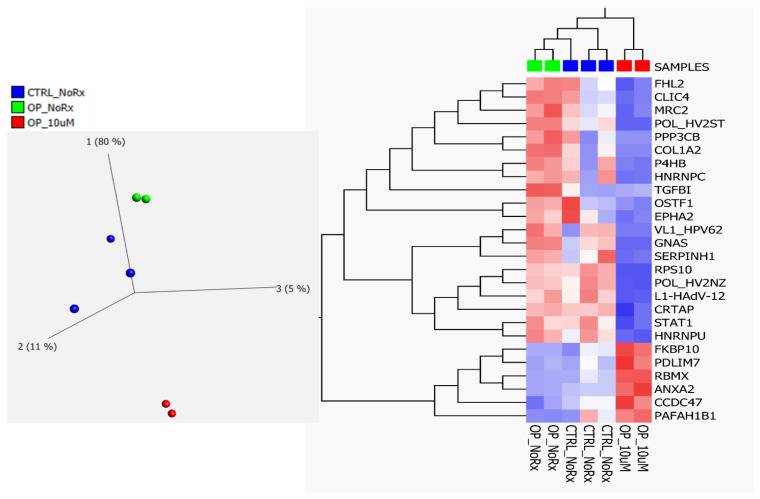 CTRL_NoRx
OP_NoRx
OP_10uM
1 (80 %)
3 (5 %)
2 (11 %)
SAMPLES
FHL2
CLIC4
MRC2
POL_HV2ST
PPP3CB
COL1A2
P4HB
HNRNPC
TGFBI
OSTF1
EPHA2
VL1_HPV62
GNAS
SERPINH1
RPS10
POL_HV2NZ
L1-HAdV-12
CRTAP
STAT1
HNRNPU
FKBP10
PDLIM7
RBMX
ANXA2
CCDC47
PAFAH1B1
OP_NoRx
OP_NoRx
CTRL_NoRx
CTRL_NoRx
CTRL_NoRx
OP_10uM
OP_10uM